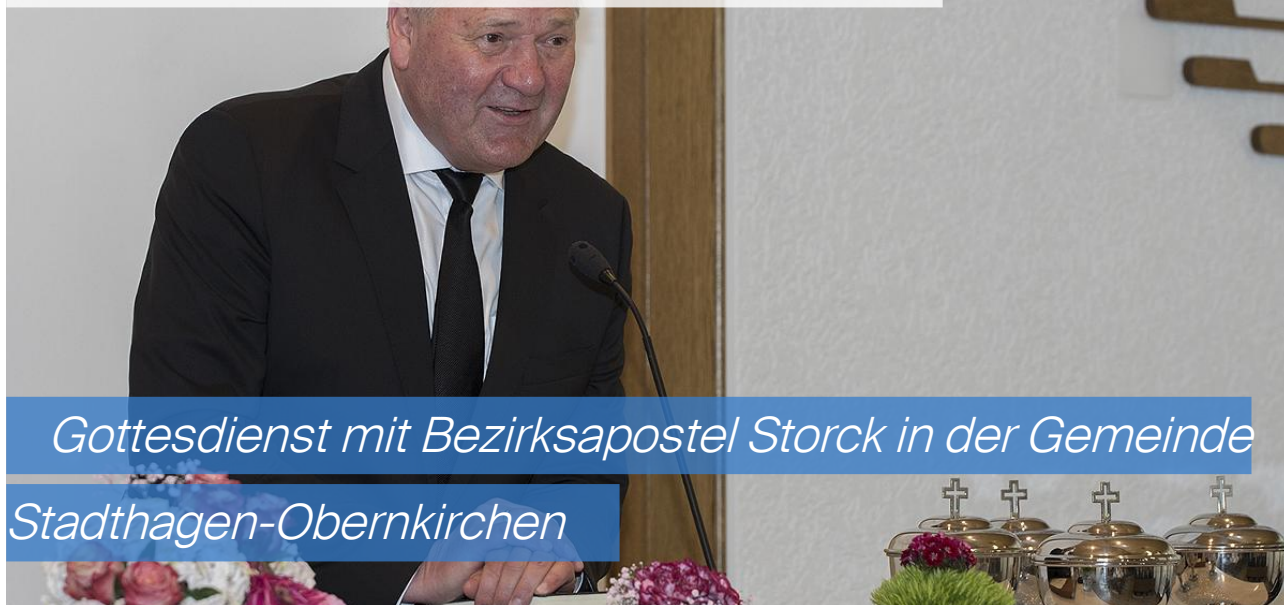 Gottesdienst mit Bezirksapostel Storck in der Gemeinde
Stadthagen-Obernkirchen